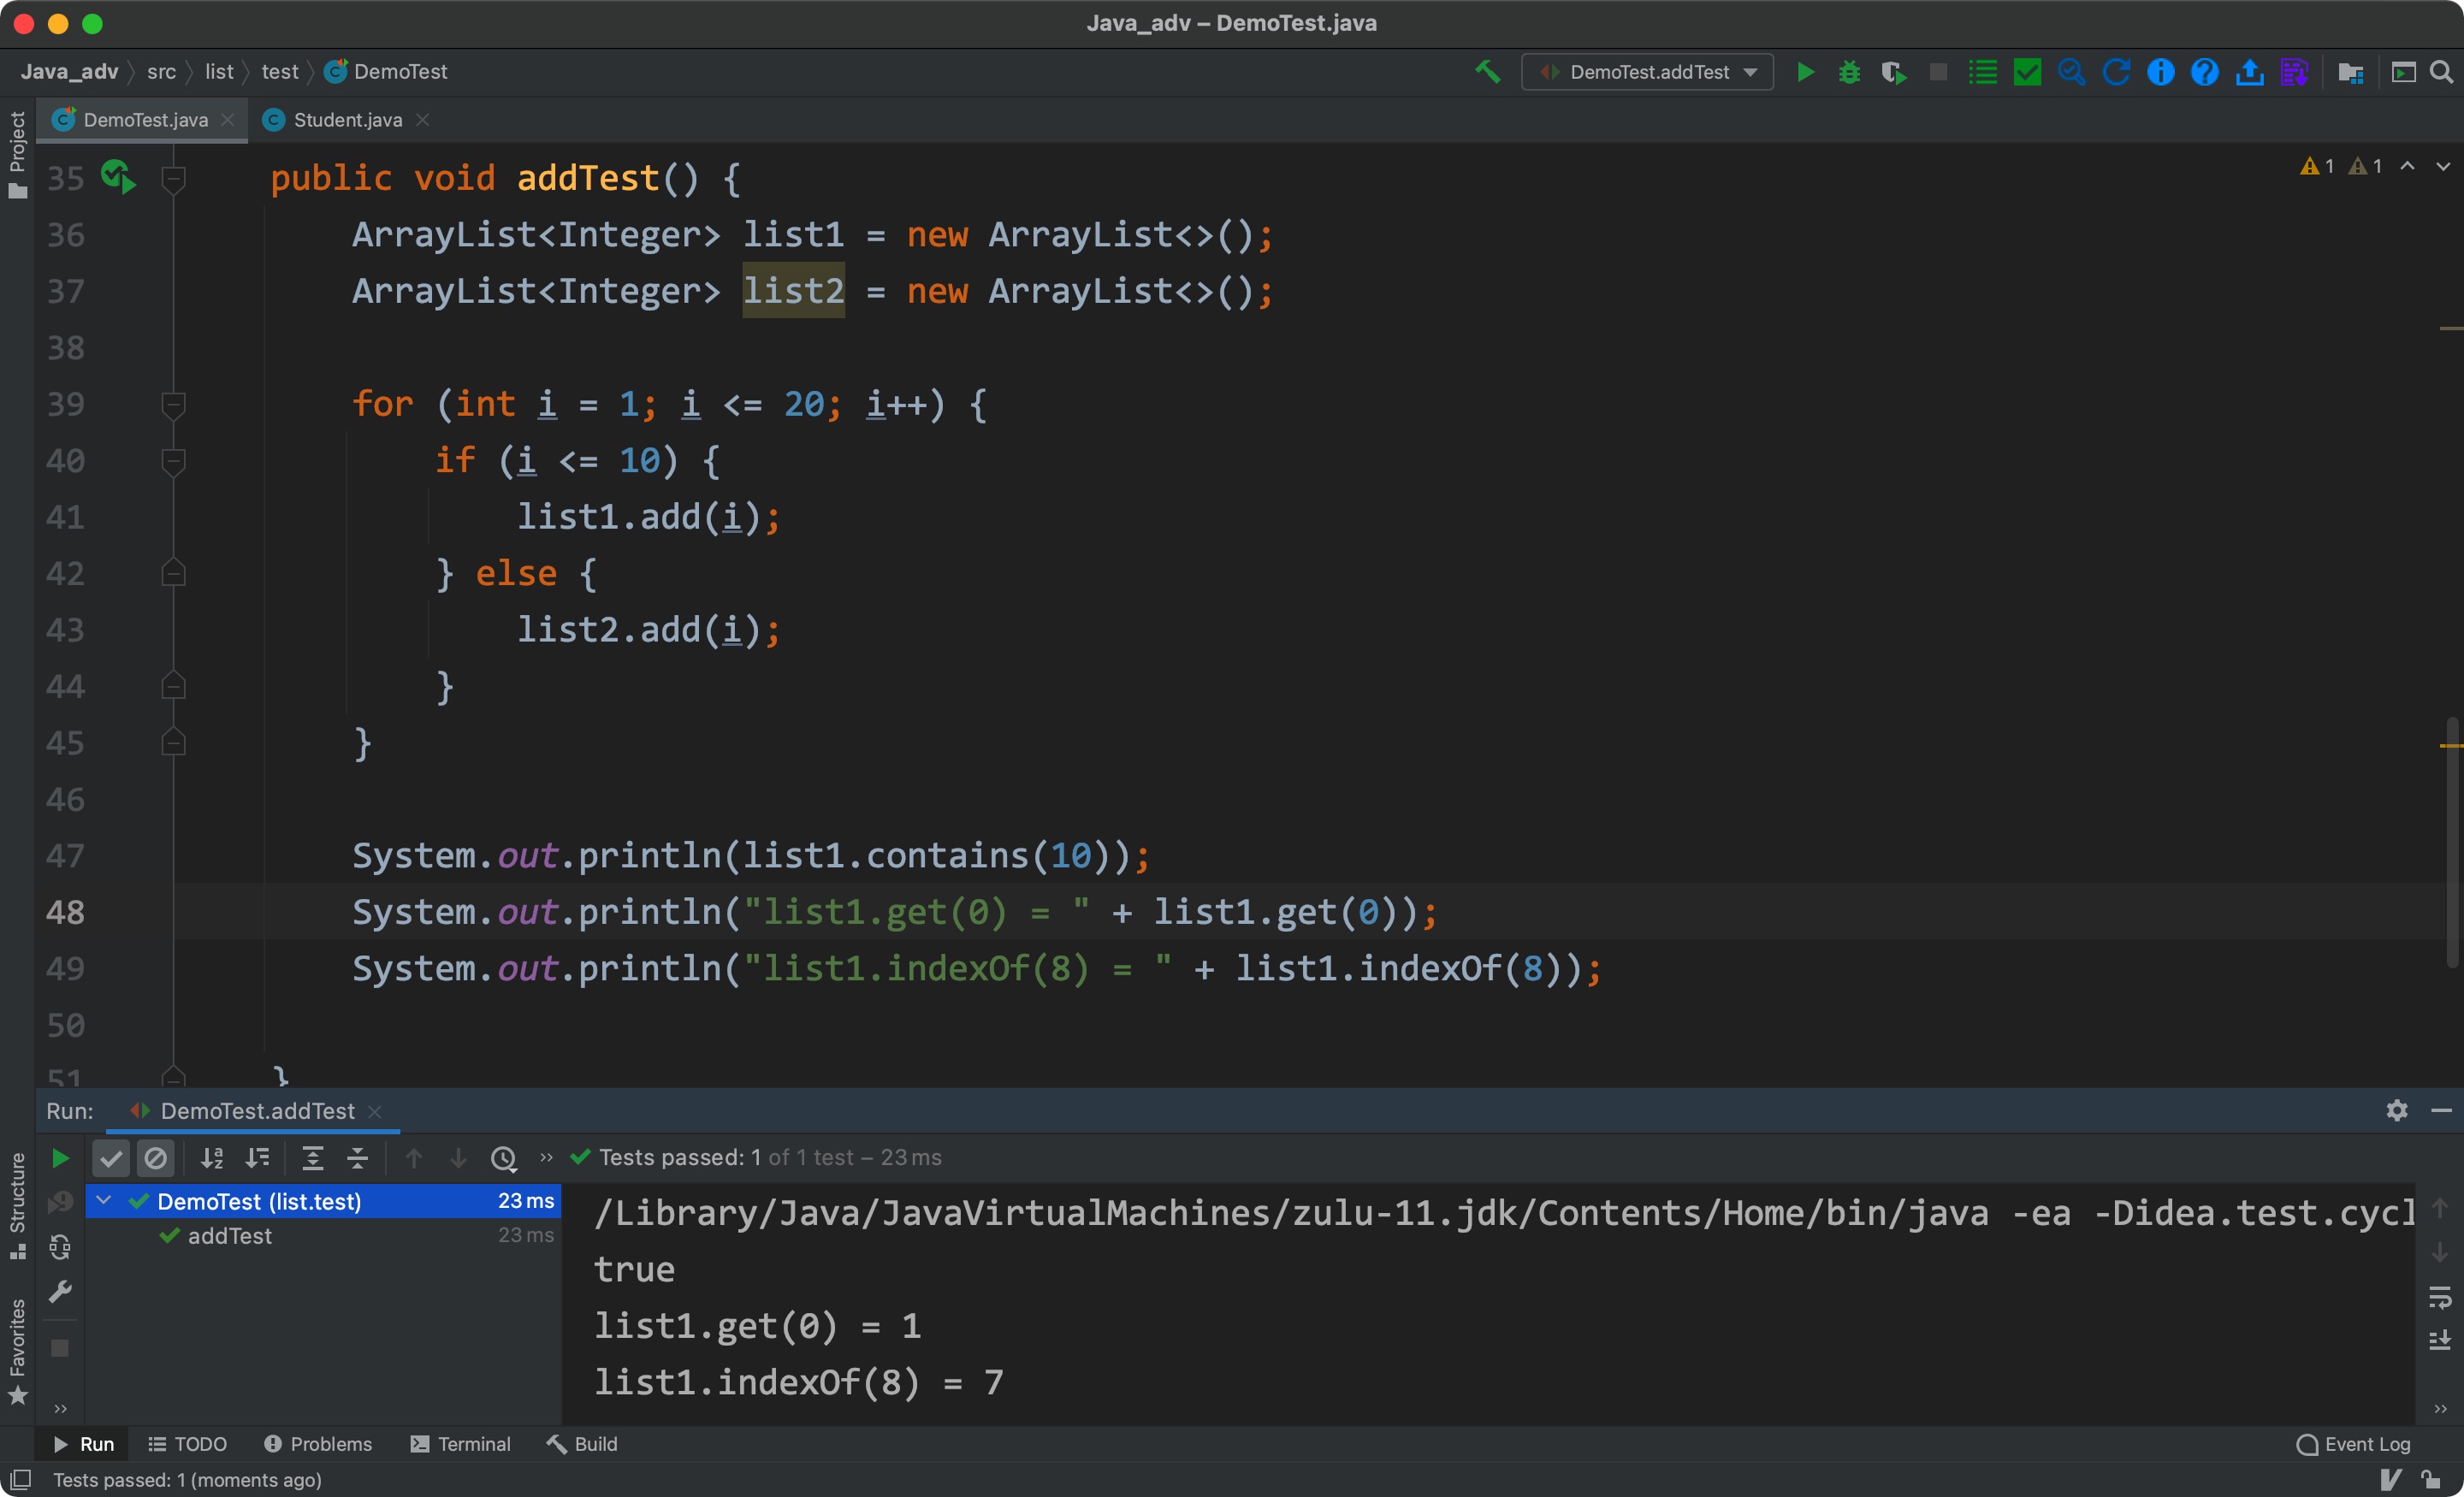 Java_adv – DemoTest.java
Java_adv src list test DemoTest DemoTest.addTest
Project
DemoTest.java Student.java
35 public void addTest() {
1 1
36 ArrayList<Integer> list1 = new ArrayList<>();
37 ArrayList<Integer> list2 = new ArrayList<>();
38
39 for (int i = 1; i <= 20; i++) {
40 if (i <= 10) {
41 list1.add(i);
42 } else {
43 list2.add(i);
44 }
45 }
46
47 System.out.println(list1.contains(10));
48 System.out.println("list1.get(0) = " + list1.get(0));
49 System.out.println("list1.indexOf(8) = " + list1.indexOf(8));
50
51 }
Run: DemoTest.addTest
Tests passed: 1 of 1 test – 23 ms
DemoTest (list.test) 23 ms
addTest 23 ms
/Library/Java/JavaVirtualMachines/zulu-11.jdk/Contents/Home/bin/java -ea -Didea.test.cycl
true
list1.get(0) = 1
list1.indexOf(8) = 7
Structure
Favorites
Run TODO Problems Terminal Build Event Log
Tests passed: 1 (moments ago)